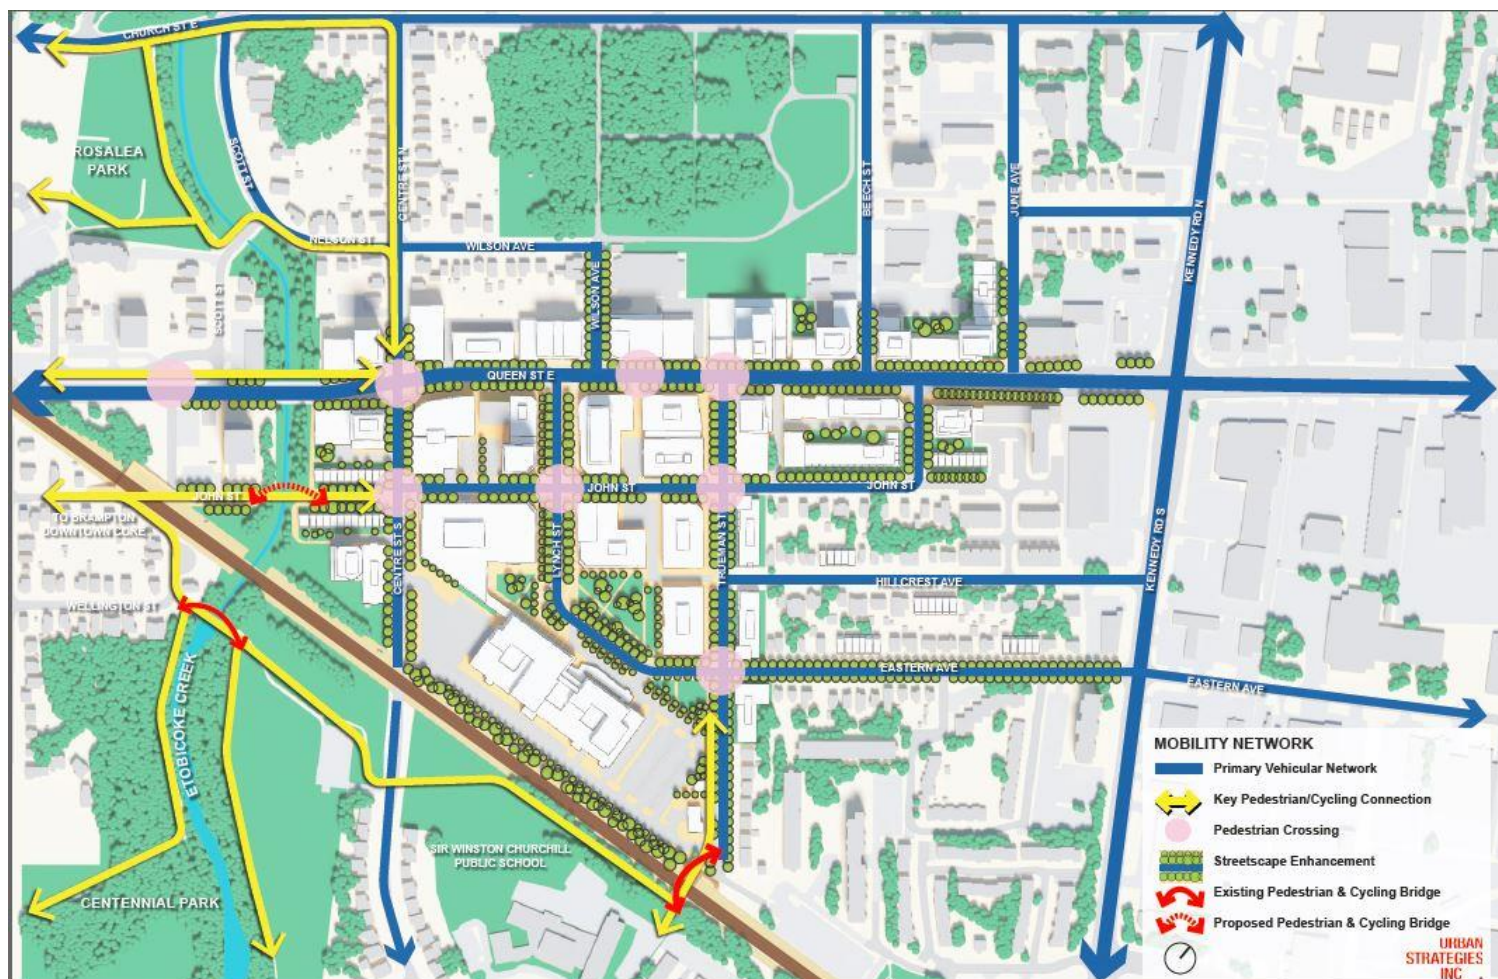 CHURCH ST E
ROSALEA
PARK
SCOTT ST
CENTRE ST N
NELSON ST
WILSON AVE
WILSON AVE
BEECH ST
JUNE AVE
KENNEDY RD N
SCOTT ST
QUEEN ST E
JOHN ST
JOHN ST
JOHN ST
TO BRAMPTON
DOWNTOWN CORE
CENTRE ST S
LYNCH ST
TRUEMAN ST
KENNEDY RD S
HILLCREST AVE
WELLINGTON ST
EASTERN AVE
EASTERN AVE
ETOBICOKE CREEK
SIR WINSTON CHURCHILL
PUBLIC SCHOOL
CENTENNIAL PARK
MOBILITY NETWORK
Primary Vehicular Network
Key Pedestrian/Cycling Connection
Pedestrian Crossing
Streetscape Enhancement
Existing Pedestrian & Cycling Bridge
Proposed Pedestrian & Cycling Bridge
URBAN
STRATEGIES
INC